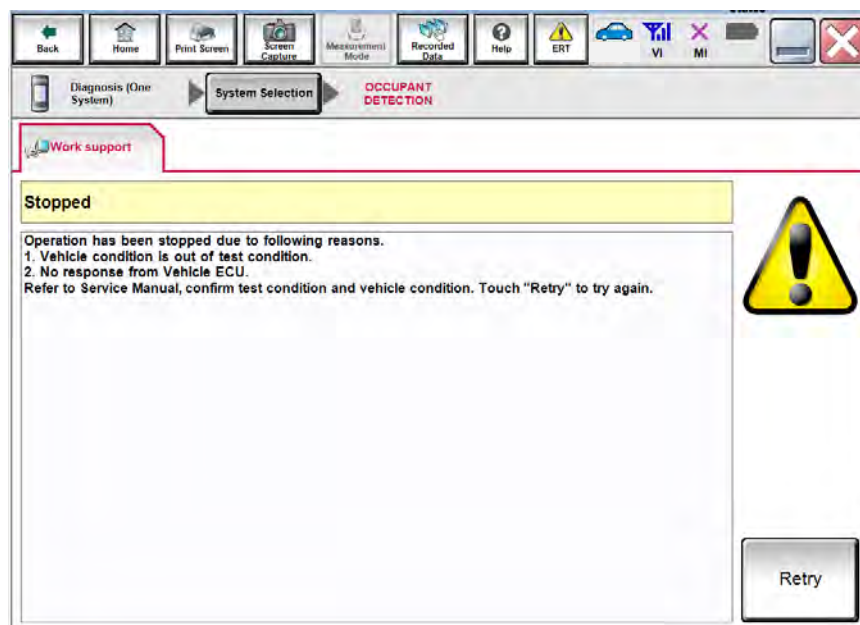 Back
Home
Print Screen
Screen
Capture
Measurement
Mode
Recorded
Data
Help
ERT
VI
MI
Diagnosis (One
System)
System Selection
OCCUPANT
DETECTION
Work support
Stopped
Operation has been stopped due to following reasons.
1. Vehicle condition is out of test condition.
2. No response from Vehicle ECU.
Refer to Service Manual, confirm test condition and vehicle condition. Touch "Retry" to try again.
Retry